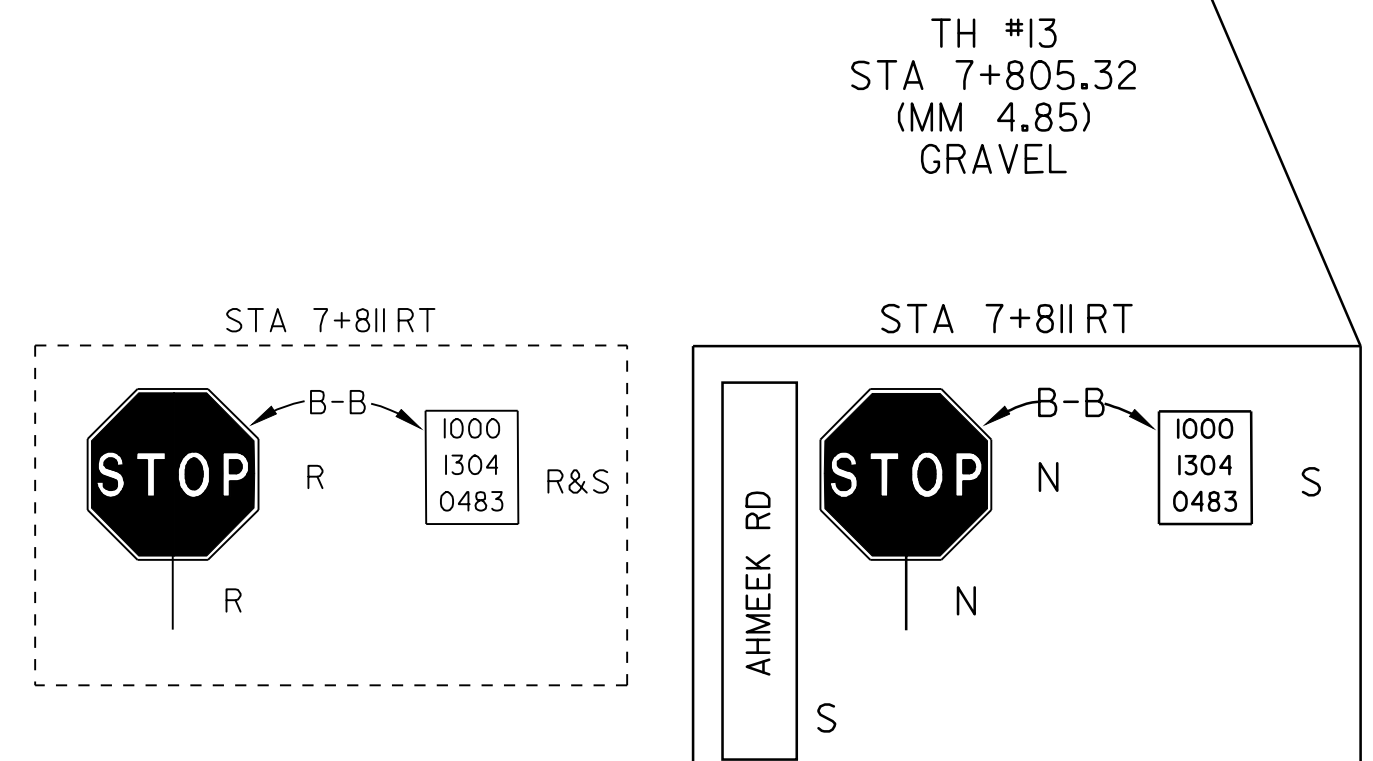 TH #13
STA 7+805.32
(MM 4.85)
GRAVEL
STA 7+811 RT
B-B
STOP
R
1000
1304
0483
R&S
R
STA 7+811 RT
AHMEEK RD
S
B-B
STOP
N
1000
1304
0483
S
N